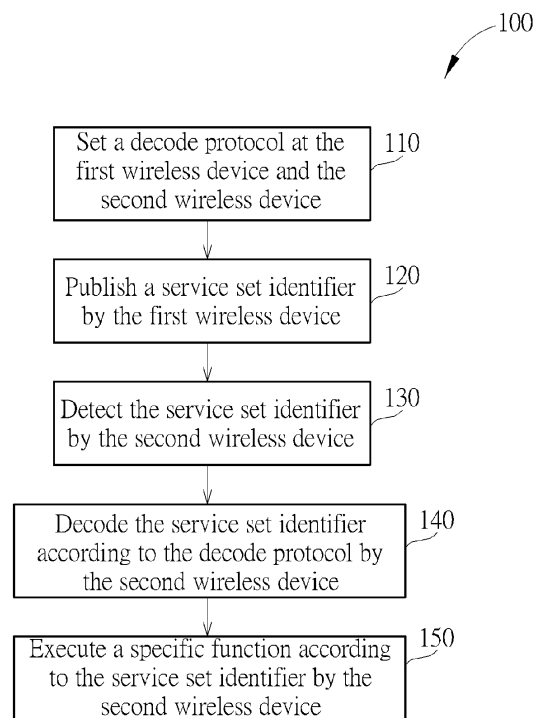 100
Set a decode protocol at the
first wireless device and the
second wireless device
110
Publish a service set identifier
by the first wireless device
120
Detect the service set identifier
by the second wireless device
130
Decode the service set identifier
according to the decode protocol by
the second wireless device
140
Execute a specific function according
to the service set identifier by the
second wireless device
150